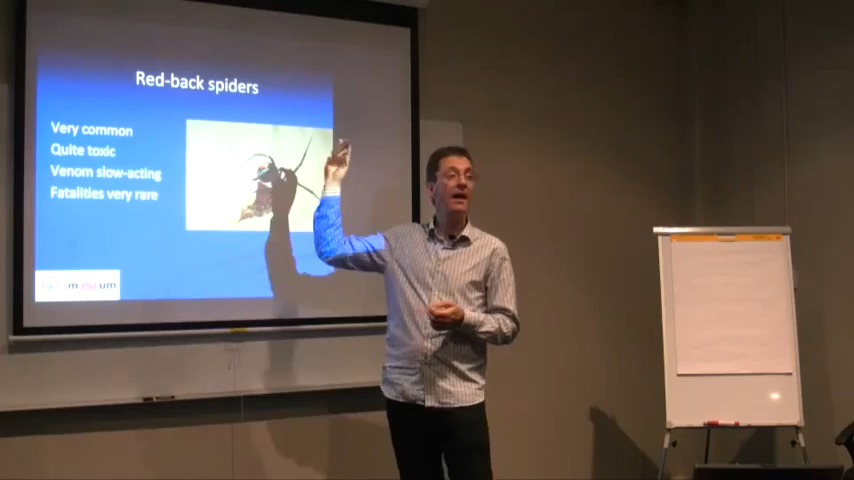 Red-back spiders
Very common
Quite toxic
Venom slow-acting
Fatalities very rare